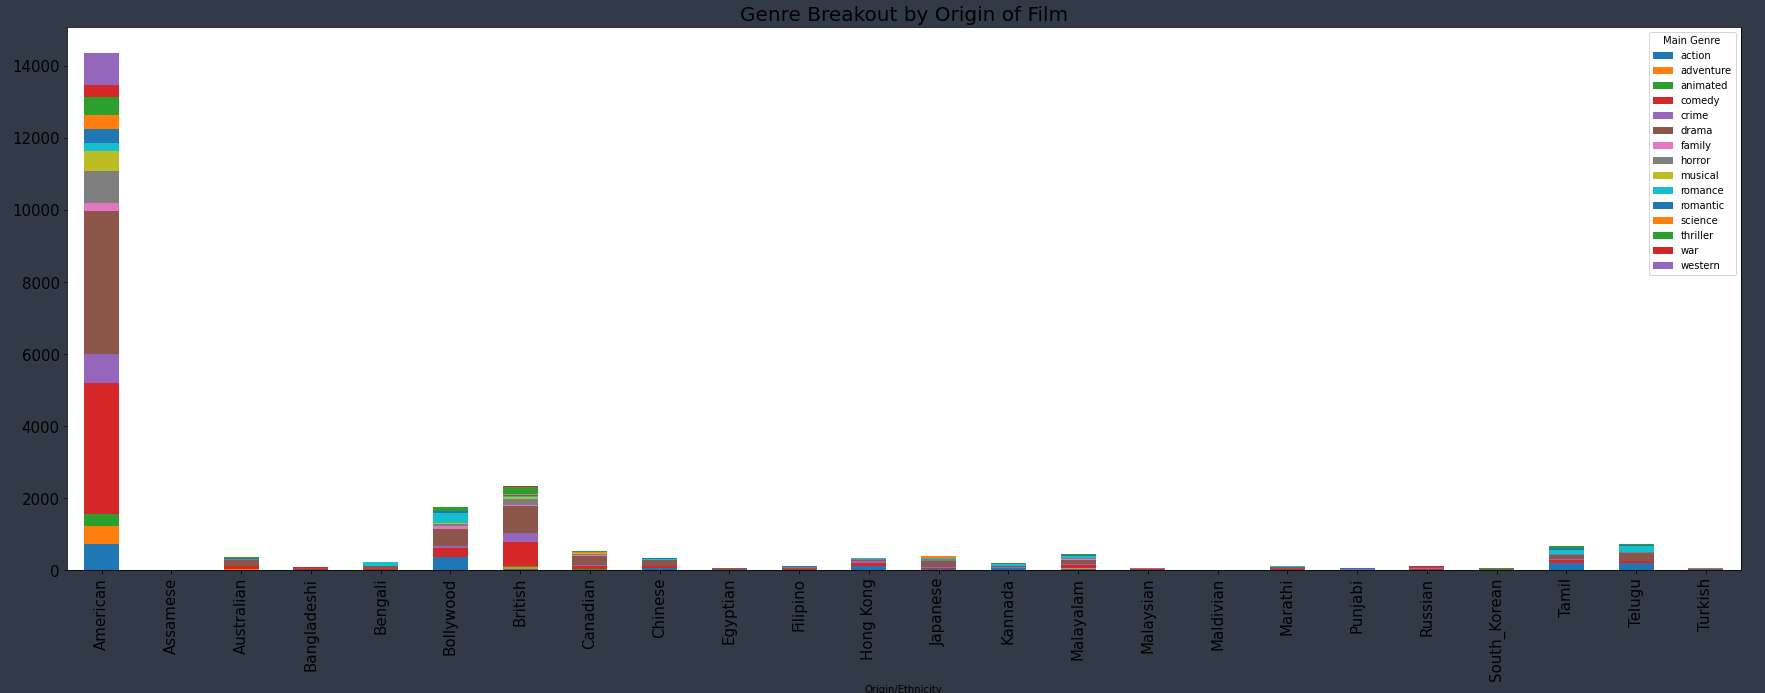 Genre Breakout by Origin of Film
14000
12000
10000
8000
6000
4000
2000
0
Main Genre
action
adventure
animated
comedy
crime
drama
family
horror
musical
romance
romantic
science
thriller
war
western
American
Assamese
Australian
Bangladeshi
Bengali
Bollywood
British
Canadian
Chinese
Egyptian
Filipino
Hong Kong
Japanese
Kannada
Malayalam
Malaysian
Maldivian
Marathi
Punjabi
Russian
South_Korean
Tamil
Telugu
Turkish
Origin/Ethnicity